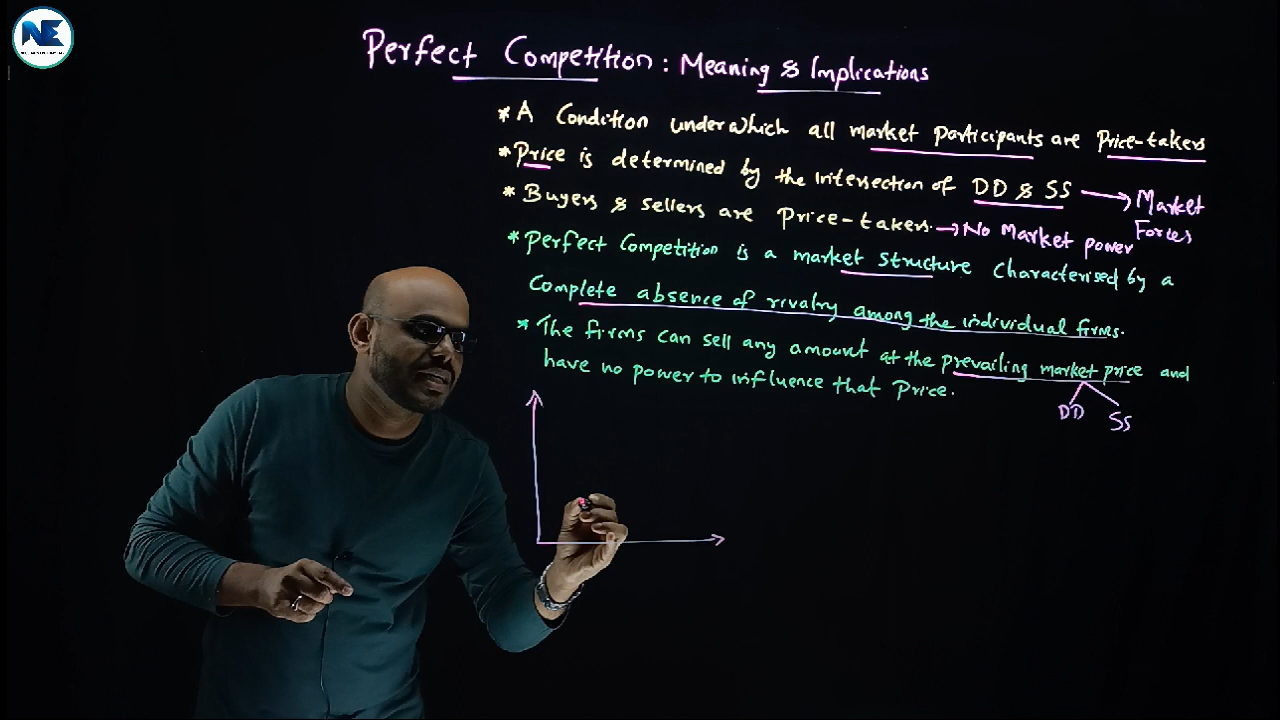 NE
Perfect Competition : Meaning & Implications
* A Condition under which all market participants are Price-takers
* Price is determined by the intersection of DD & SS → Market Forces
* Buyers & sellers are Price-takers → No Market power
* Perfect Competition is a market structure characterised by a
Complete absence of rivalry among the individual firms.
* The firms can sell any amount at the prevailing market price and
have no power to influence that Price.
DD SS